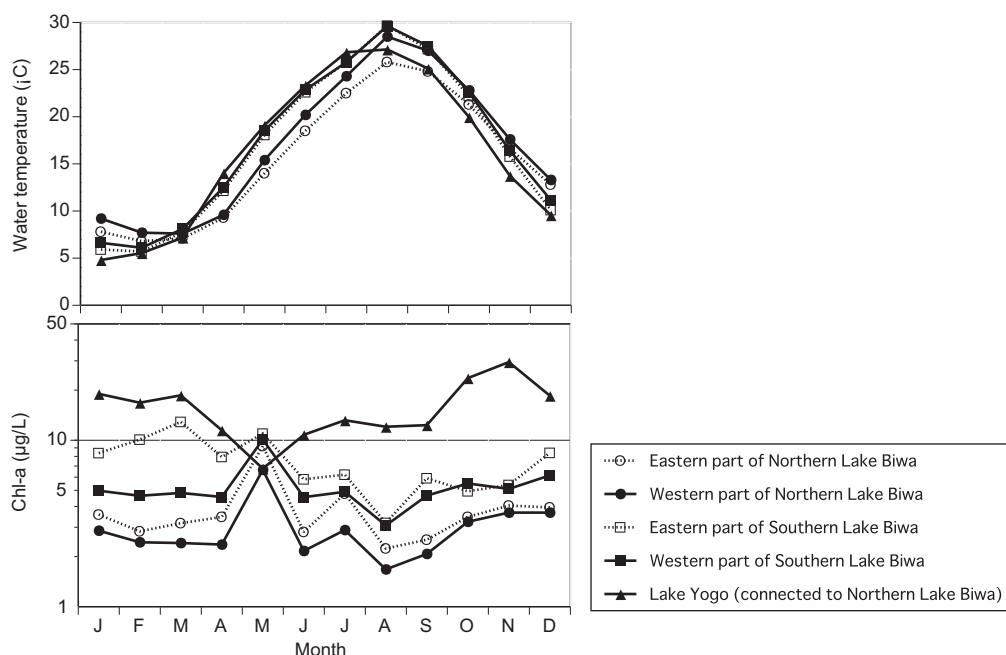 30
25
20
15
10
5
0
Water temperature (¡C)
50
10
5
1
Chl-a (µg/L)
J F M A M J J A S O N D
Month
Eastern part of Northern Lake Biwa
Western part of Northern Lake Biwa
Eastern part of Southern Lake Biwa
Western part of Southern Lake Biwa
Lake Yogo (connected to Northern Lake Biwa)